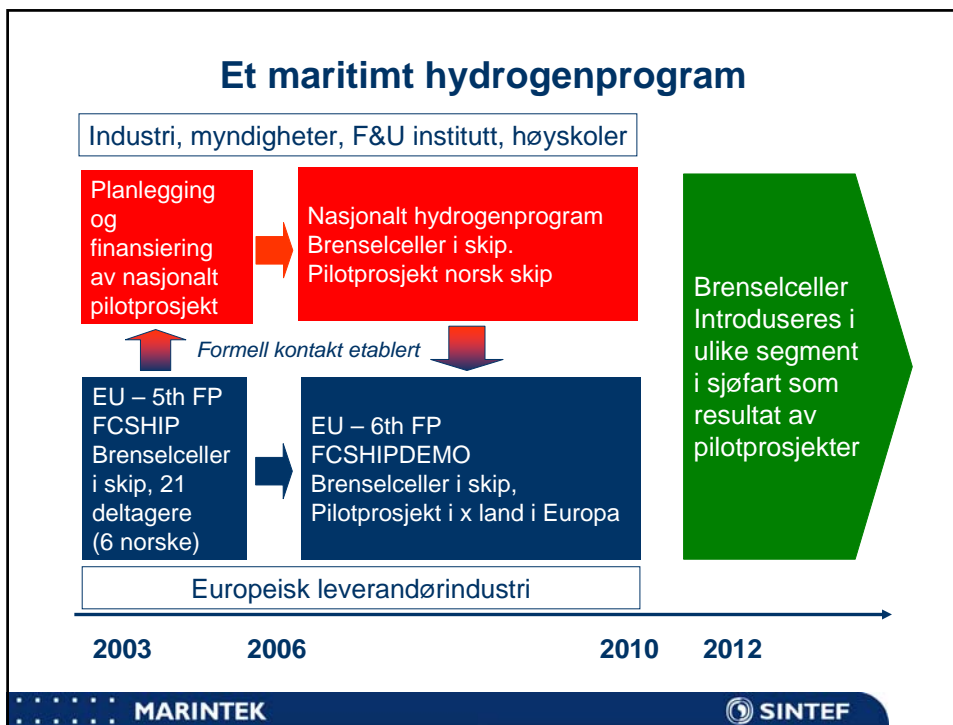 Et maritimt hydrogenprogram
Industri, myndigheter, F&U institutt, høyskoler
Planlegging
og
finansiering
av nasjonalt
pilotprosjekt
Nasjonalt hydrogenprogram
Brenselceller i skip.
Pilotprosjekt norsk skip
Formell kontakt etablert
EU – 5th FP
FCSHIP
Brenselceller
i skip, 21
deltagere
(6 norske)
EU – 6th FP
FCSHIPDEMO
Brenselceller i skip,
Pilotprosjekt i x land i Europa
Brenselceller
Introduseres i
ulike segment
i sjøfart som
resultat av
pilotprosjekter
Europeisk leverandørindustri
2003 2006 2010 2012
MARINTEK SINTEF